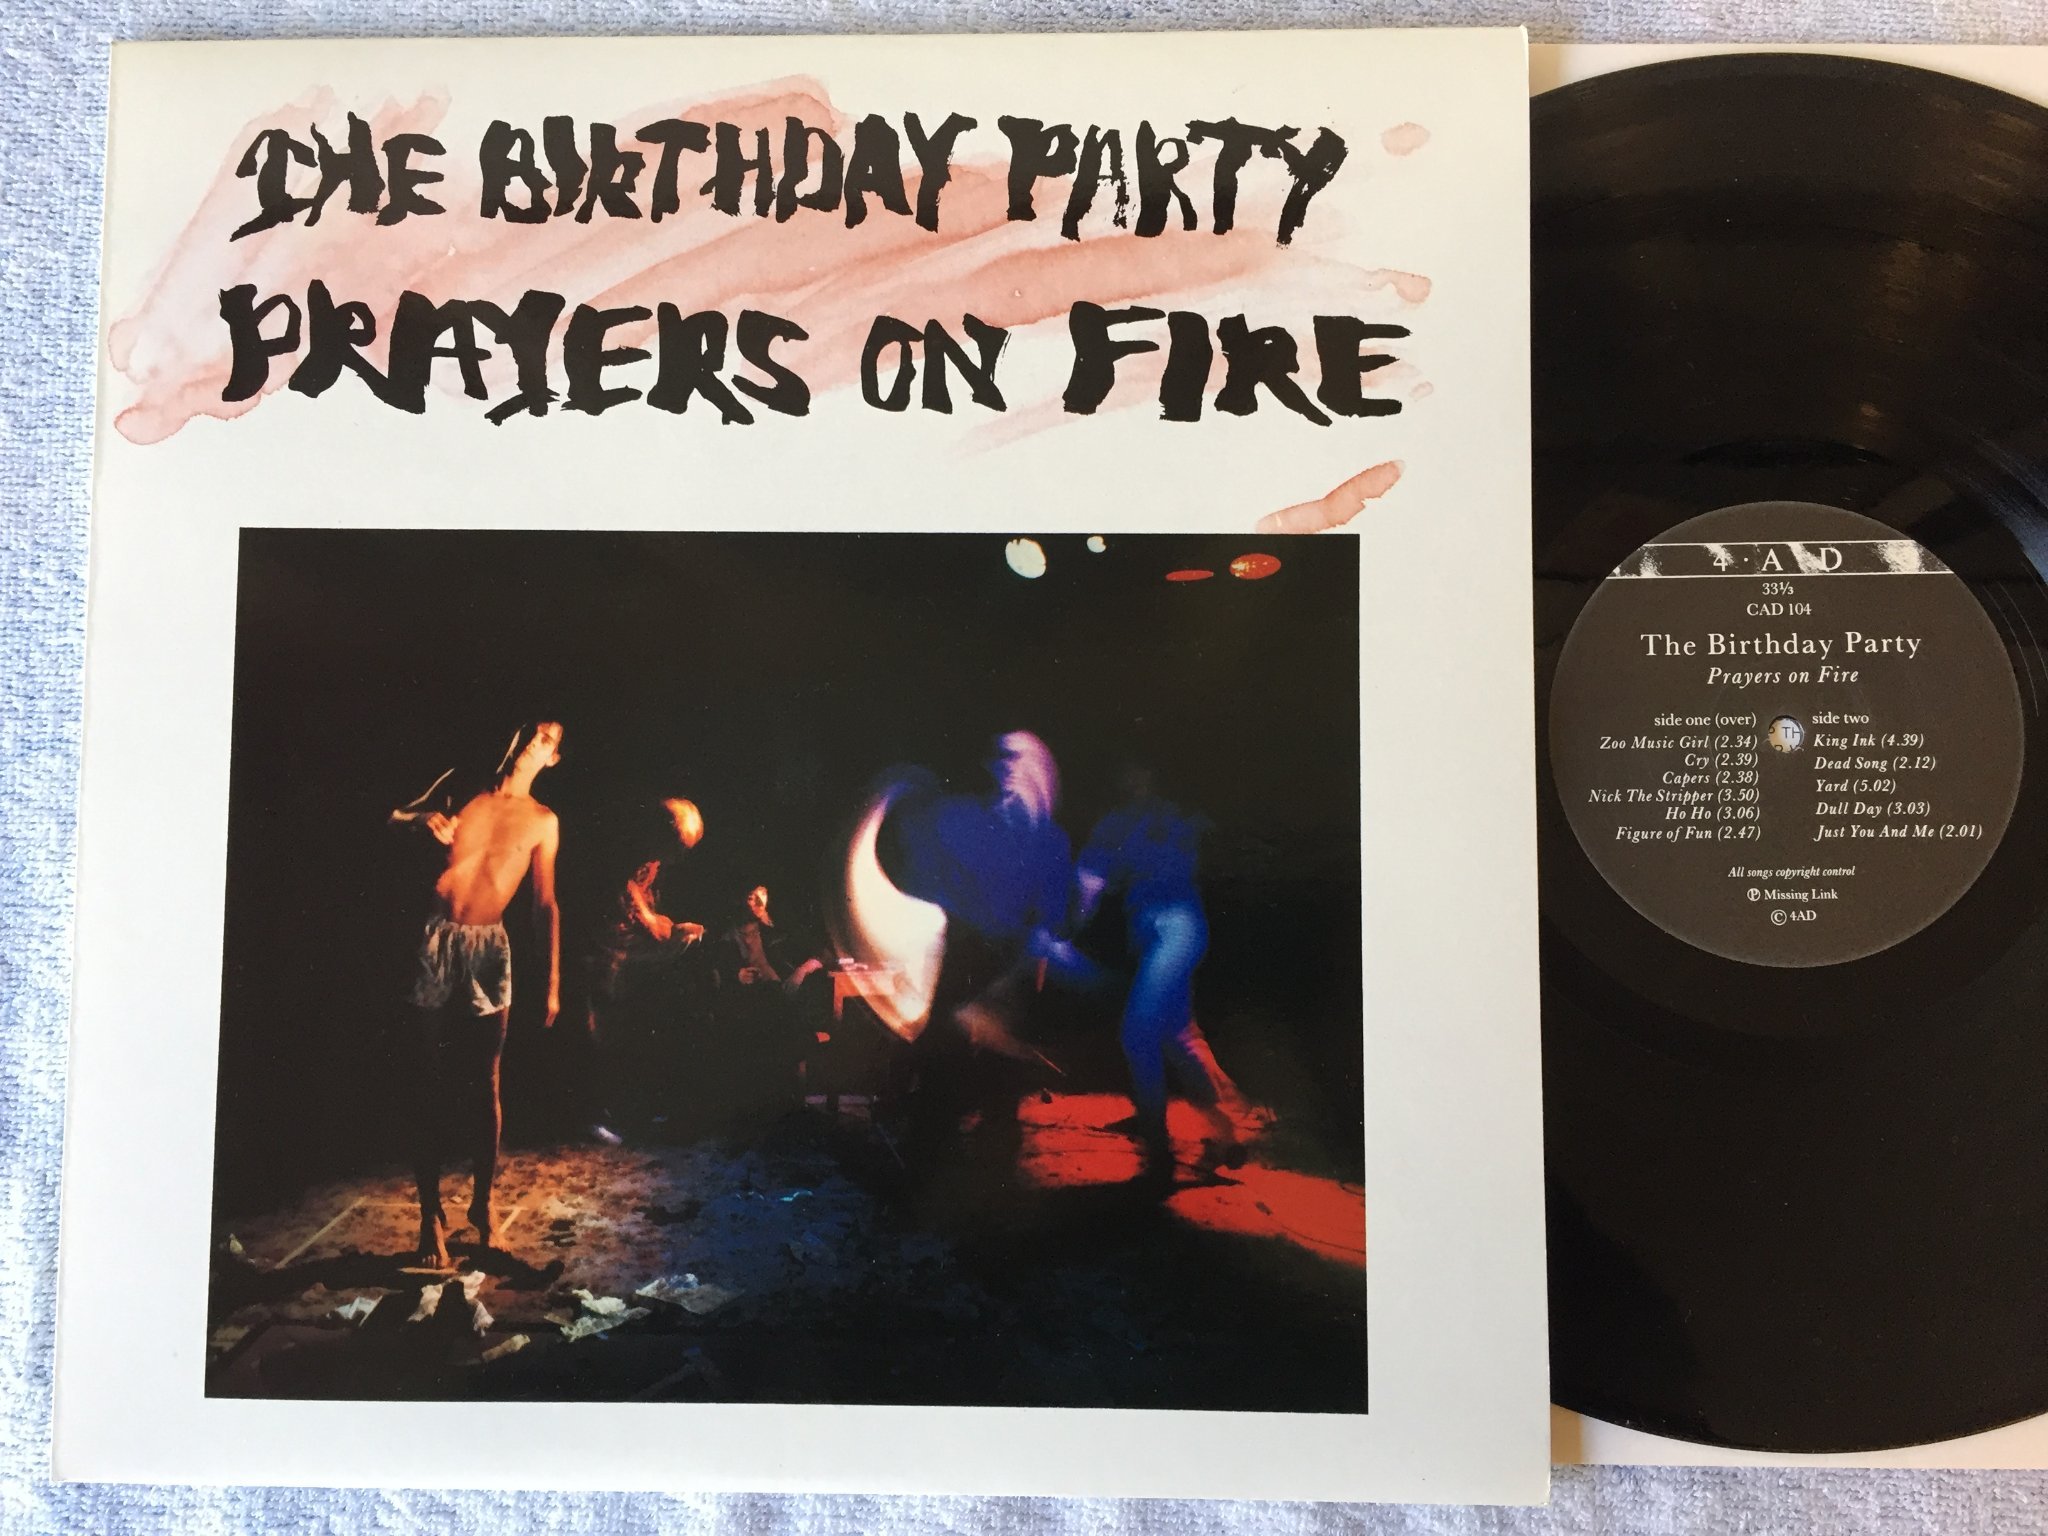 THE BIRTHDAY PARTY
PRAYERS ON FIRE
4·AD
33⅓
CAD 104
The Birthday Party
Prayers on Fire
side one (over)
Zoo Music Girl (2.34)
Cry (2.39)
Capers (2.38)
Nick The Stripper (3.50)
Ho Ho (3.06)
Figure of Fun (2.47)
side two
King Ink (4.39)
Dead Song (2.12)
Yard (5.02)
Dull Day (3.03)
Just You And Me (2.01)
All songs copyright control
Ⓟ Missing Link
© 4AD